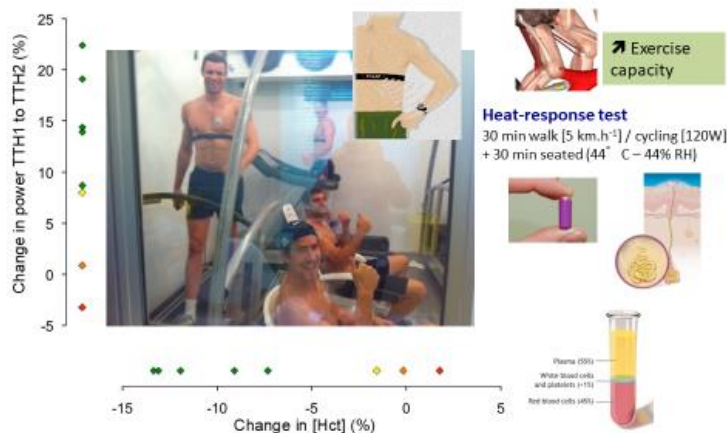 Change in power TTH1 to TTH2 (%)
25
20
15
10
5
0
-5
-15
-10
-5
0
5
Change in [Hct] (%)
↗ Exercise
capacity
Heat-response test
30 min walk [5 km.h⁻¹] / cycling [120W]
+ 30 min seated (44° C – 44% RH)
Plasma (55%)
White blood cells
and platelets (<1%)
Red blood cells (45%)